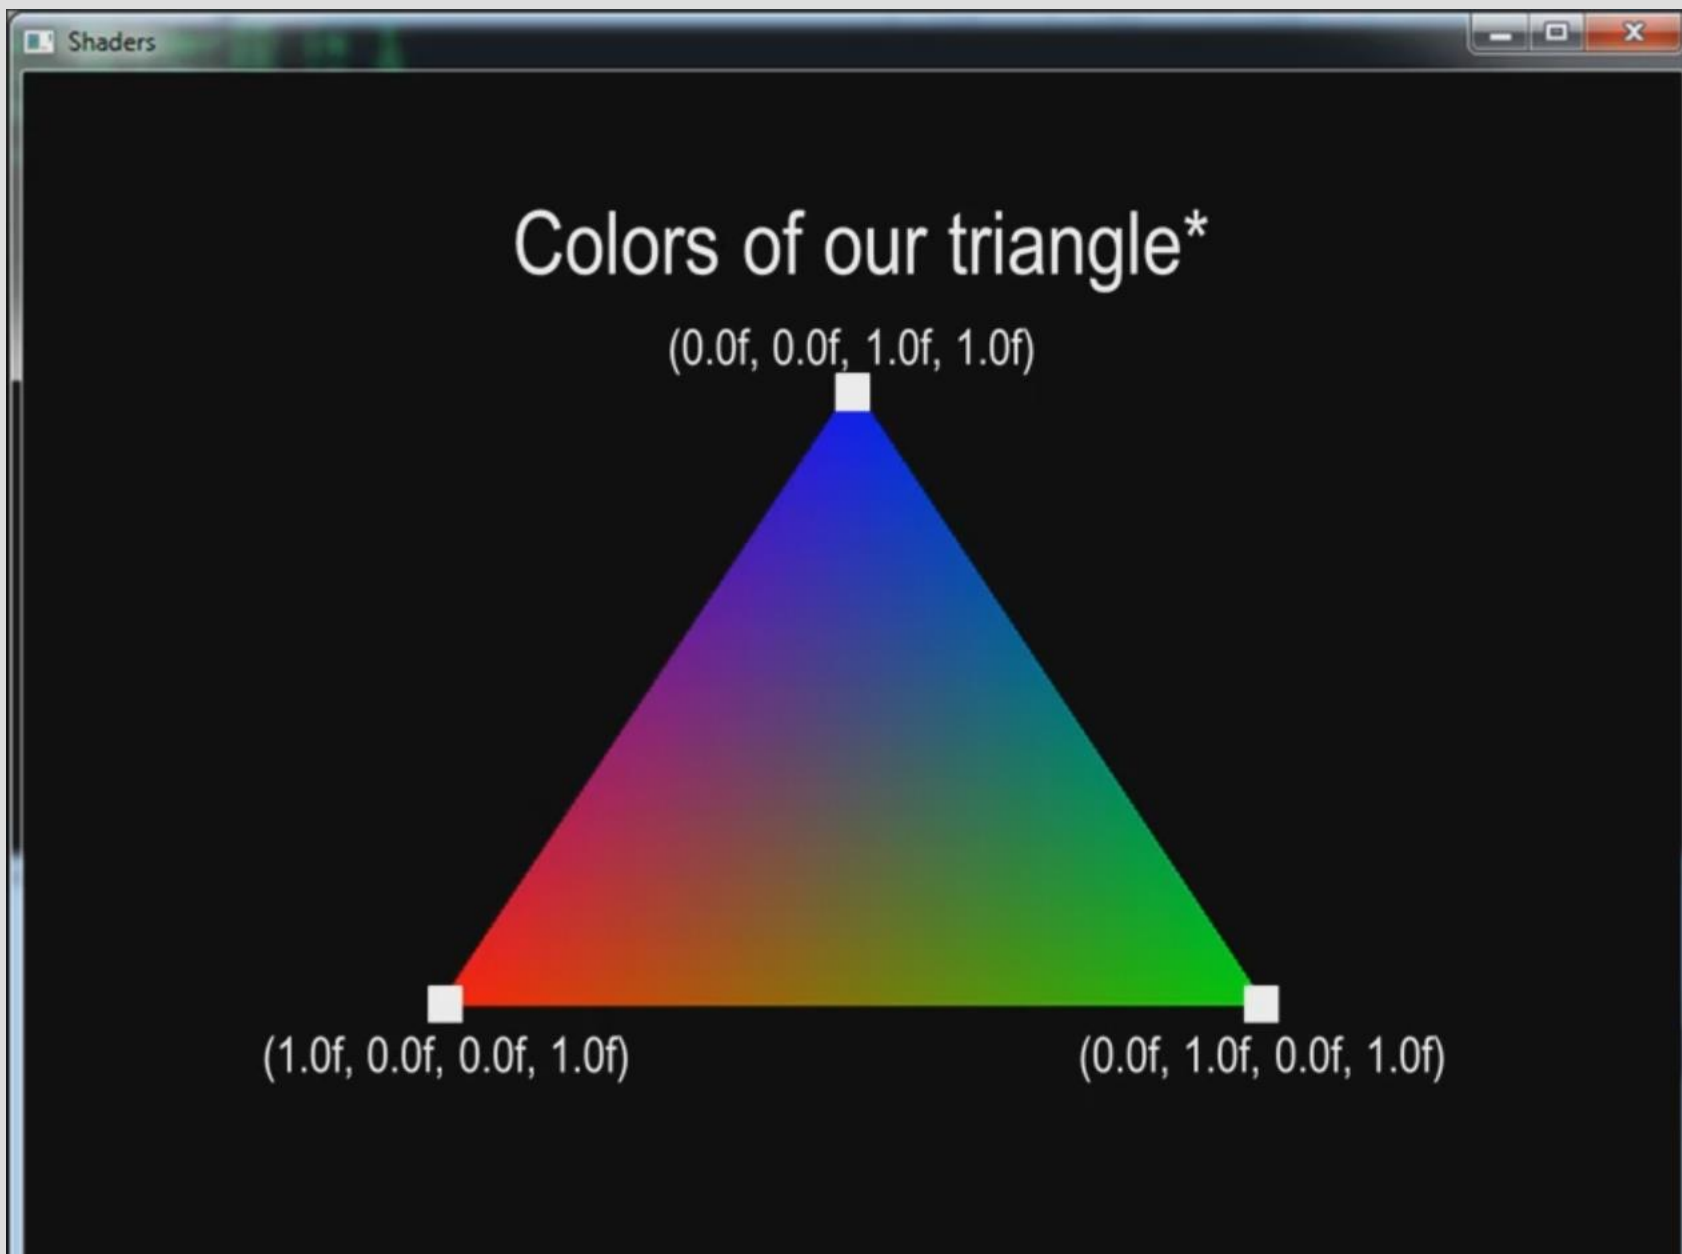 Shaders
Colors of our triangle*
(0.0f, 0.0f, 1.0f, 1.0f)
(1.0f, 0.0f, 0.0f, 1.0f)
(0.0f, 1.0f, 0.0f, 1.0f)